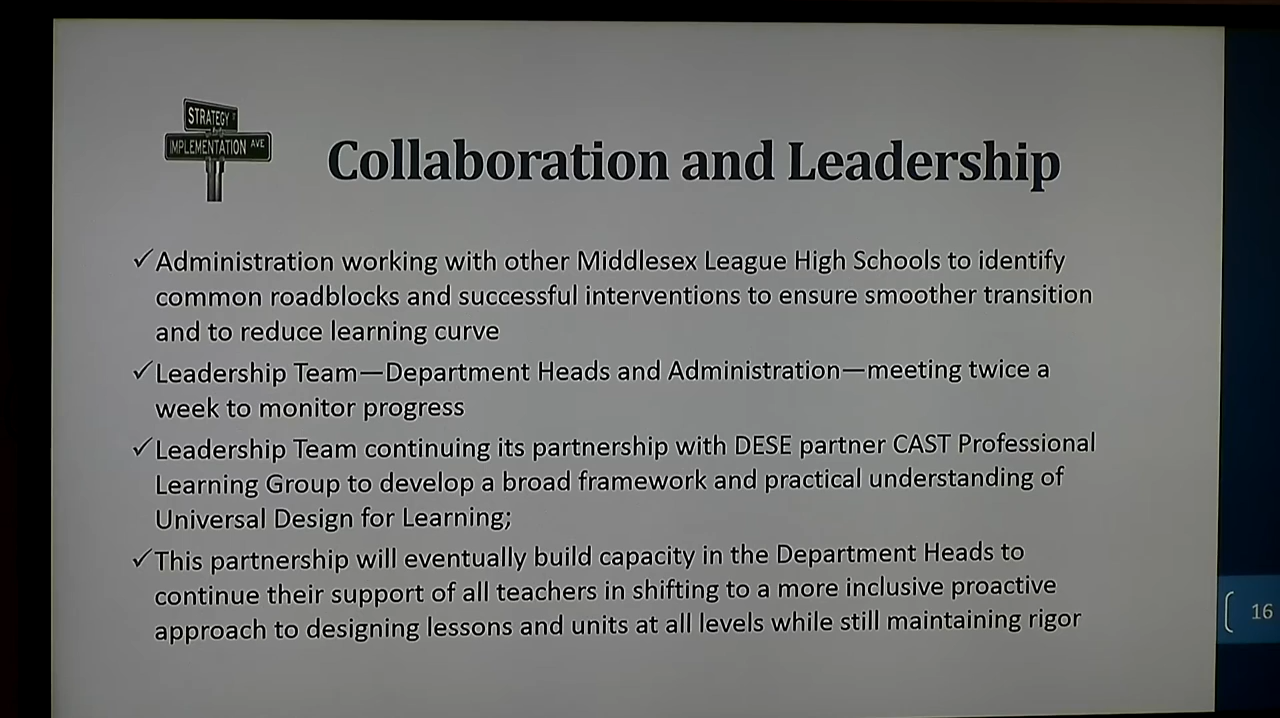 STRATEGY ST
IMPLEMENTATION AVE
Collaboration and Leadership
✓Administration working with other Middlesex League High Schools to identify
common roadblocks and successful interventions to ensure smoother transition
and to reduce learning curve
✓Leadership Team—Department Heads and Administration—meeting twice a
week to monitor progress
✓Leadership Team continuing its partnership with DESE partner CAST Professional
Learning Group to develop a broad framework and practical understanding of
Universal Design for Learning;
✓This partnership will eventually build capacity in the Department Heads to
continue their support of all teachers in shifting to a more inclusive proactive
approach to designing lessons and units at all levels while still maintaining rigor
16